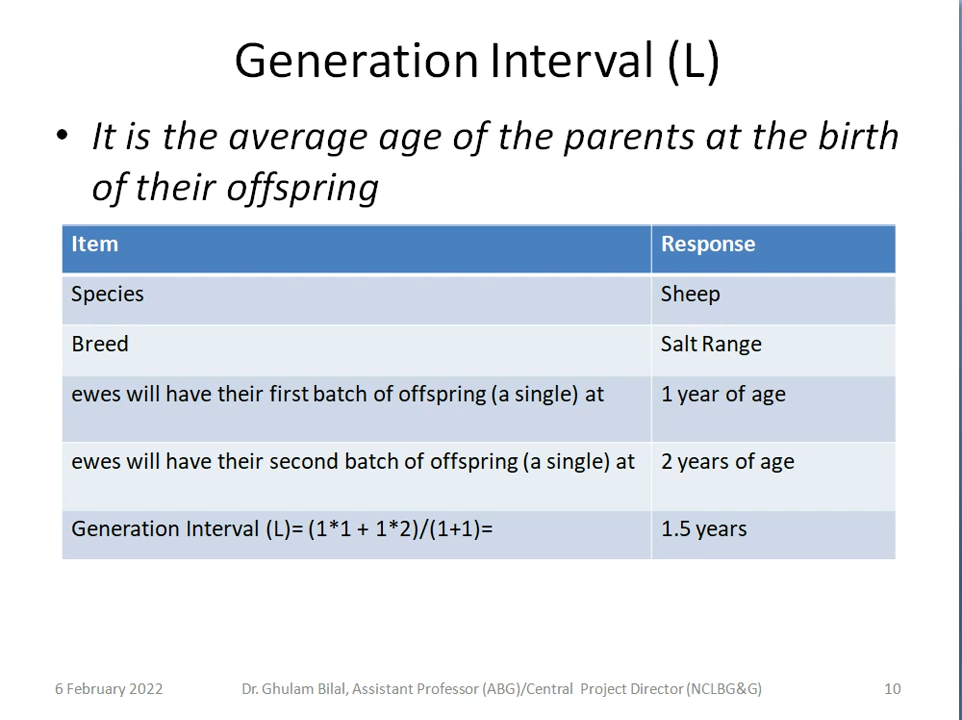 Generation Interval (L)
• It is the average age of the parents at the birth
of their offspring
Item Response
Species Sheep
Breed Salt Range
ewes will have their first batch of offspring (a single) at 1 year of age
ewes will have their second batch of offspring (a single) at 2 years of age
Generation Interval (L)= (1*1 + 1*2)/(1+1)= 1.5 years
6 February 2022 Dr. Ghulam Bilal, Assistant Professor (ABG)/Central Project Director (NCLBG&G) 10